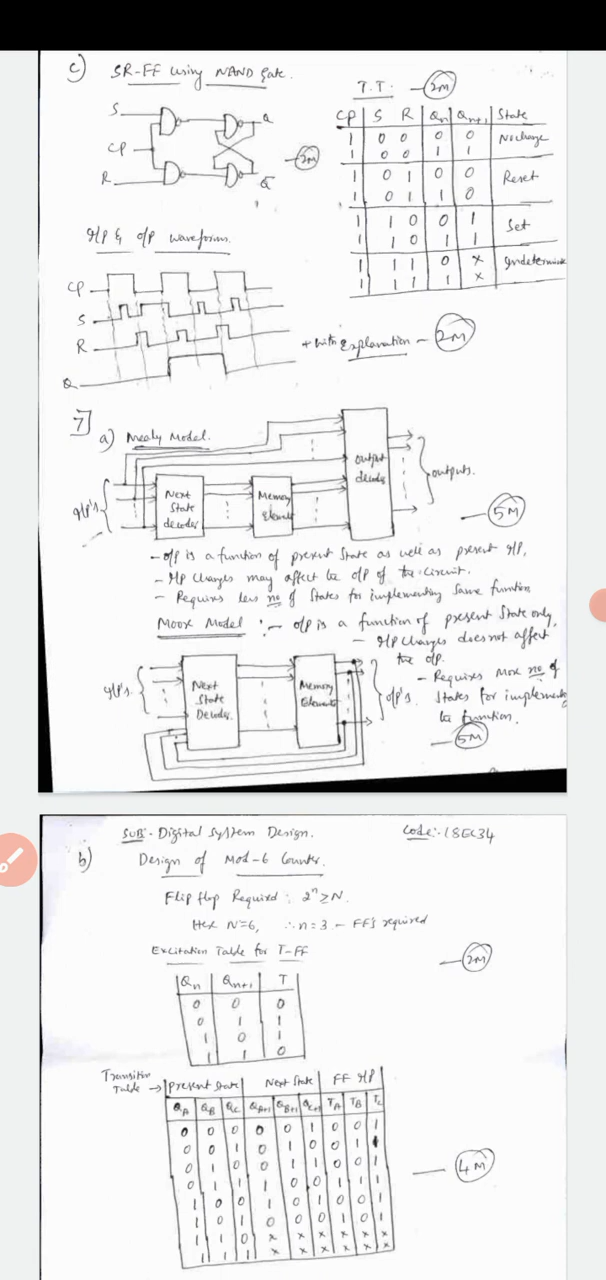 c) SR-FF using NAND gate.
T.T. - 2M
S
CP
R
Q
Q̅
2M
CP S R Qn Qn+1 State
1 0 0 0 0 No change
1 0 0 1 1
1 0 1 0 0 Reset
1 0 1 1 0
1 1 0 0 1 Set
1 1 0 1 1
1 1 1 0 x Indetermin
1 1 1 1 x
I/P & O/P waveforms.
CP
S
R
Q
+ with Explanation - 2M
7]
a) Mealy Model.
I/P's
Next State decoder
Memory Element
output decoder
outputs.
- 5M
- O/P is a function of present State as well as present I/P,
- I/P changes may affect the O/P of the circuit.
- Requires less no of States for implementing Same function
Moore Model :- O/P is a function of present State only,
- I/P changes does not affect the O/P.
- Requires More no of States for implement the function.
I/P's
Next State Decoder
Memory Element
O/P's.
- 5M
SUB:- Digital System Design. Code:-18EC34
b) Design of Mod-6 Counter.
Flip flop Required : 2ⁿ ≥ N.
N=6, ∴ n=3 - FF's required
Excitation Table for T-FF
- 2M
Qn Qn+1 T
0 0 0
0 1 1
1 0 1
1 1 0
Transition Table → present State Next State FF I/P
QA QB QC QA+1 QB+1 QC+1 TA TB TC
0 0 0 0 0 1 0 0 1
0 0 1 0 1 0 0 1 1
0 1 0 0 1 1 0 0 1
0 1 1 1 0 0 1 1 1
1 0 0 1 0 1 0 0 1
1 0 1 0 0 0 1 0 1
1 1 0 x x x x x x
1 1 1 x x x x x x
- 4M